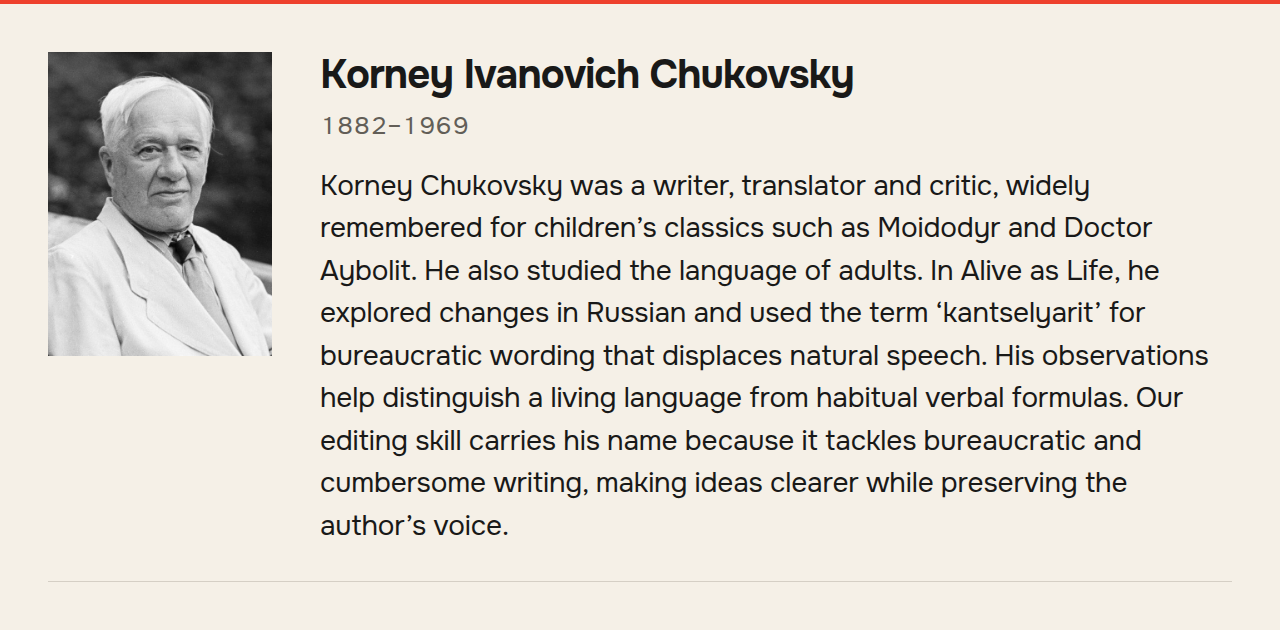 Korney Ivanovich Chukovsky
1882–1969
Korney Chukovsky was a writer, translator and critic, widely
remembered for children’s classics such as Moidodyr and Doctor
Aybolit. He also studied the language of adults. In Alive as Life, he
explored changes in Russian and used the term ‘kantselyarit’ for
bureaucratic wording that displaces natural speech. His observations
help distinguish a living language from habitual verbal formulas. Our
editing skill carries his name because it tackles bureaucratic and
cumbersome writing, making ideas clearer while preserving the
author’s voice.